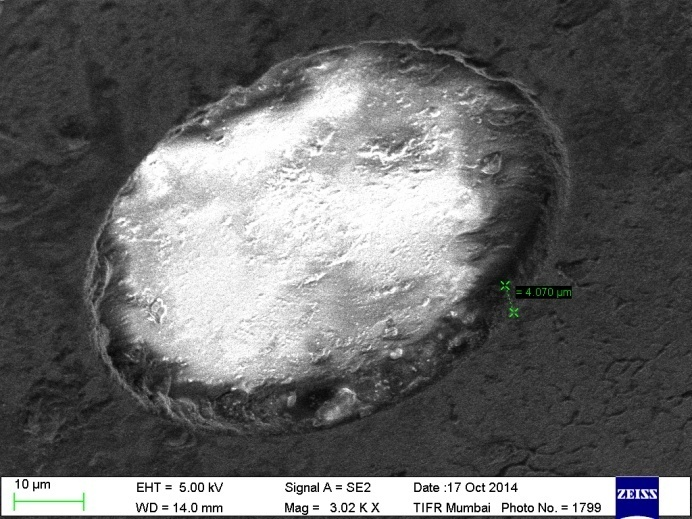 = 4.070 µm
10 µm
EHT = 5.00 kV
Signal A = SE2
Date :17 Oct 2014
ZEISS
WD = 14.0 mm
Mag = 3.02 K X
TIFR Mumbai Photo No. = 1799